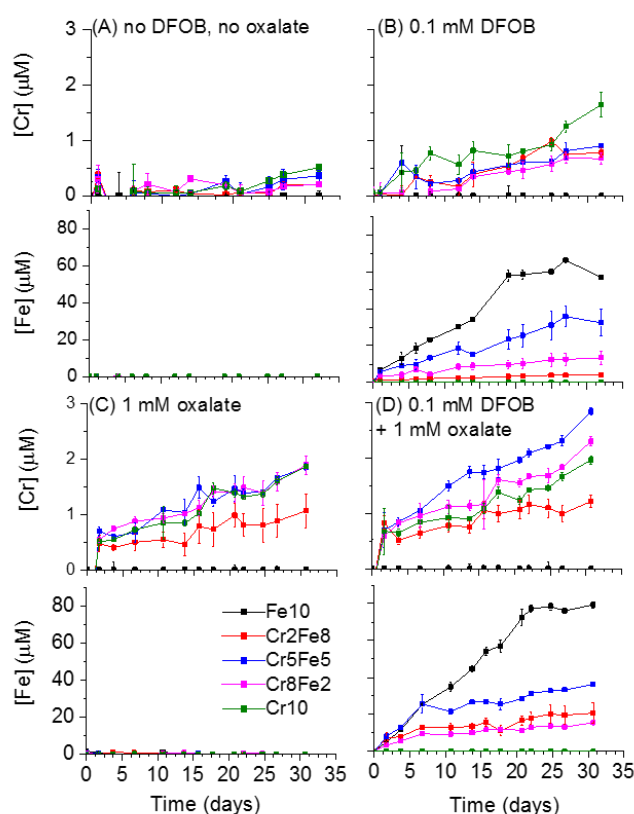 (A) no DFOB, no oxalate
(B) 0.1 mM DFOB
[Cr] (μM)
3
2
1
0
[Fe] (μM)
80
60
40
20
0
(C) 1 mM oxalate
(D) 0.1 mM DFOB
+ 1 mM oxalate
[Cr] (μM)
3
2
1
0
[Fe] (μM)
80
60
40
20
0
Fe10
Cr2Fe8
Cr5Fe5
Cr8Fe2
Cr10
0 5 10 15 20 25 30 35
0 5 10 15 20 25 30 35
Time (days)
Time (days)